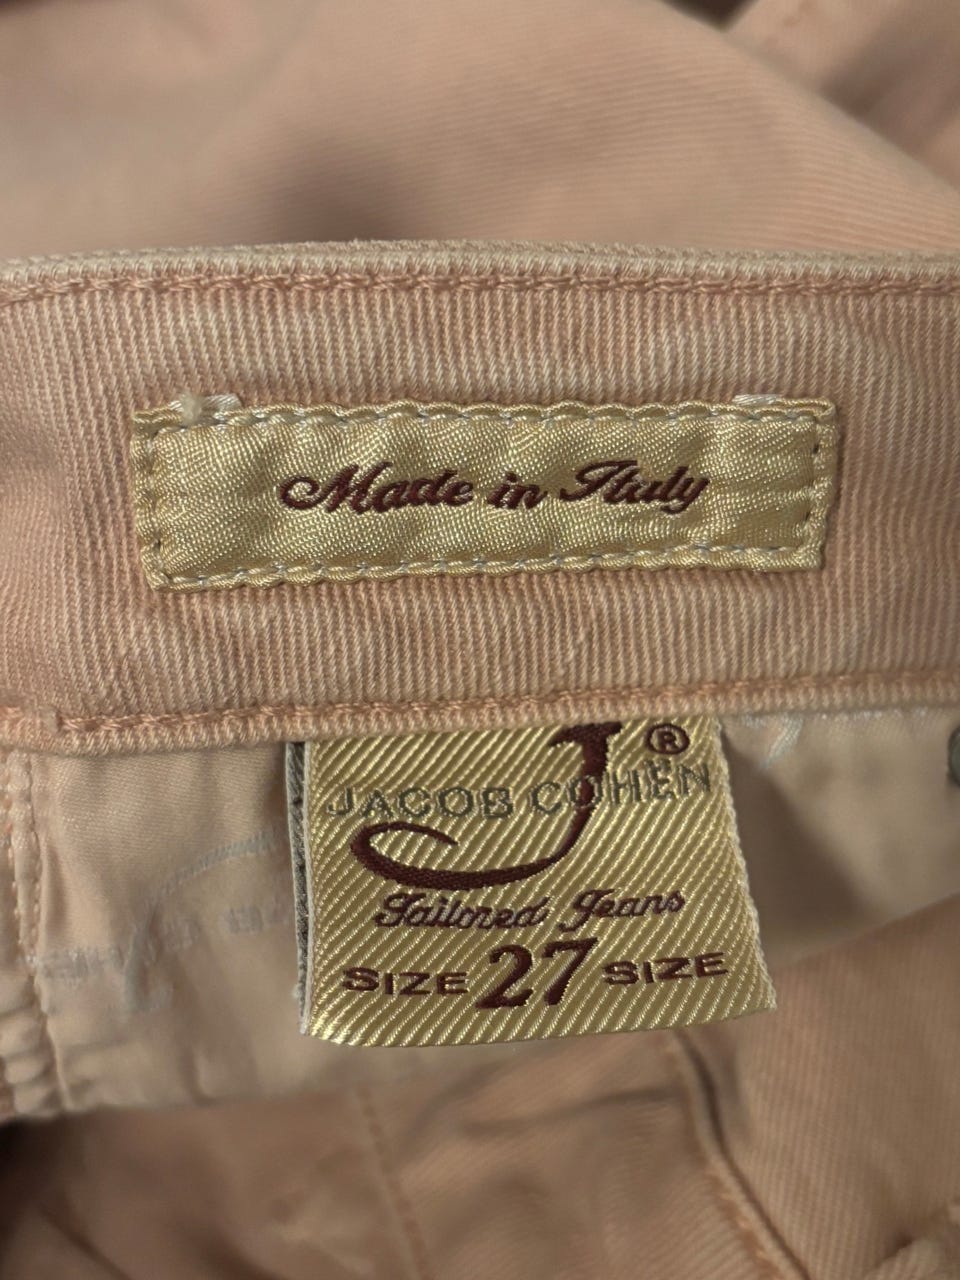 Made in Italy
J ®
JACOB COHEN
Tailored Jeans
SIZE 27 SIZE